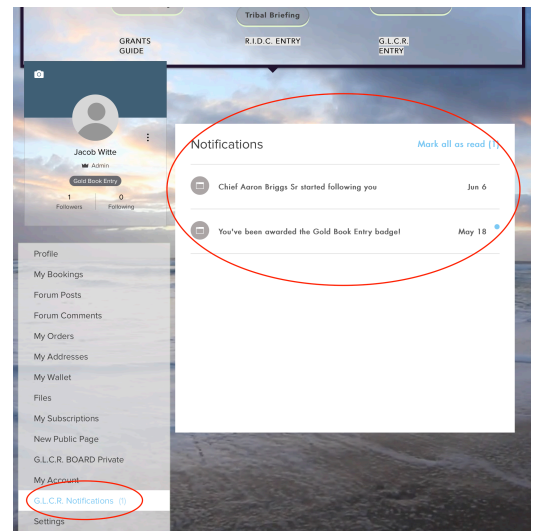 Tribal Briefing
GRANTS
GUIDE
R.I.D.C. ENTRY
G.L.C.R.
ENTRY
Jacob Witte
Admin
Gold Book Entry
1
Followers
0
Following
Notifications
Mark all as read (1)
Chief Aaron Briggs Sr started following you
Jun 6
You've been awarded the Gold Book Entry badge!
May 18
Profile
My Bookings
Forum Posts
Forum Comments
My Orders
My Addresses
My Wallet
Files
My Subscriptions
New Public Page
G.L.C.R. BOARD Private
My Account
G.L.C.R. Notifications (1)
Settings